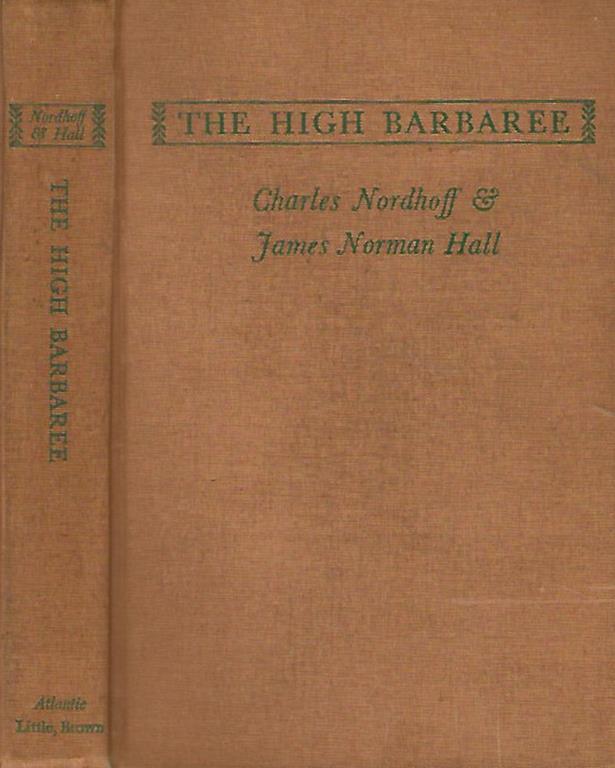 Nordhoff
& Hall
THE HIGH BARBAREE
Atlantic
Little, Brown
THE HIGH BARBAREE
Charles Nordhoff &
James Norman Hall